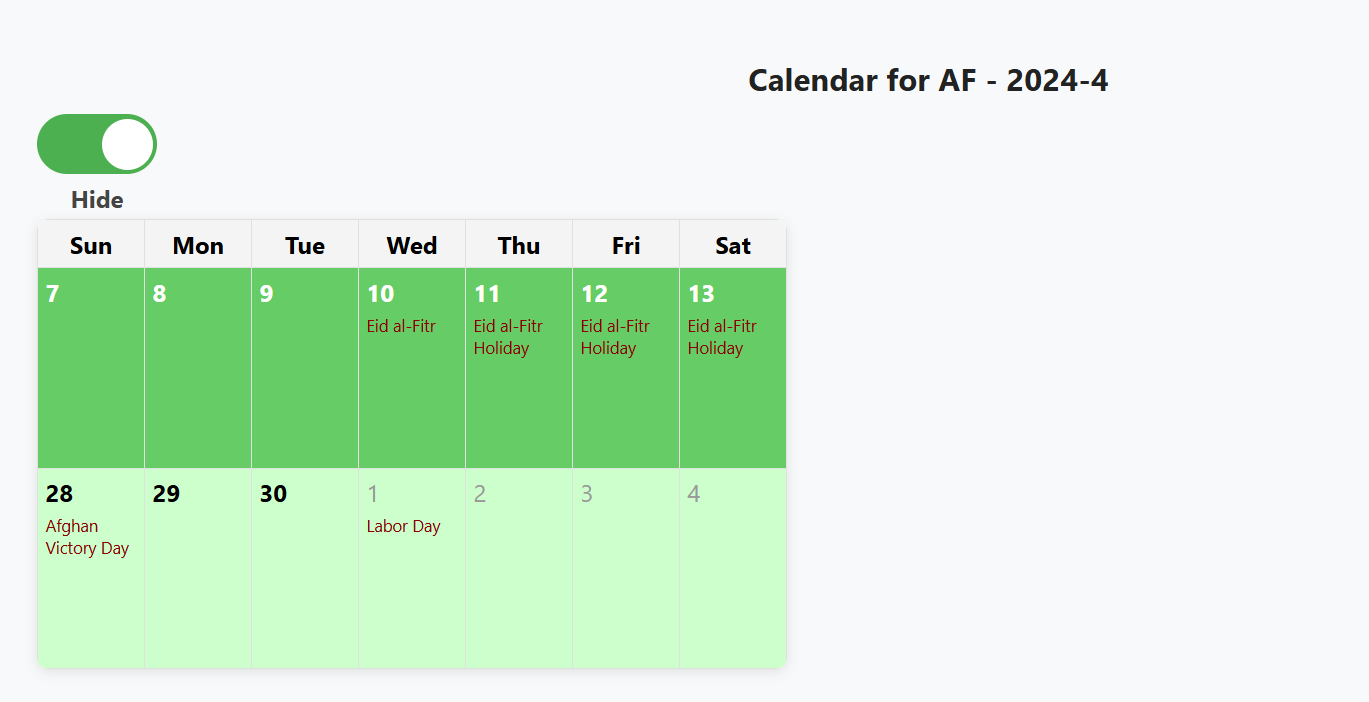 Calendar for AF - 2024-4
Hide
Sun Mon Tue Wed Thu Fri Sat
7 8 9 10 11 12 13
Eid al-Fitr Eid al-Fitr Eid al-Fitr Eid al-Fitr
Holiday Holiday Holiday
28 29 30 1 2 3 4
Afghan Labor Day
Victory Day